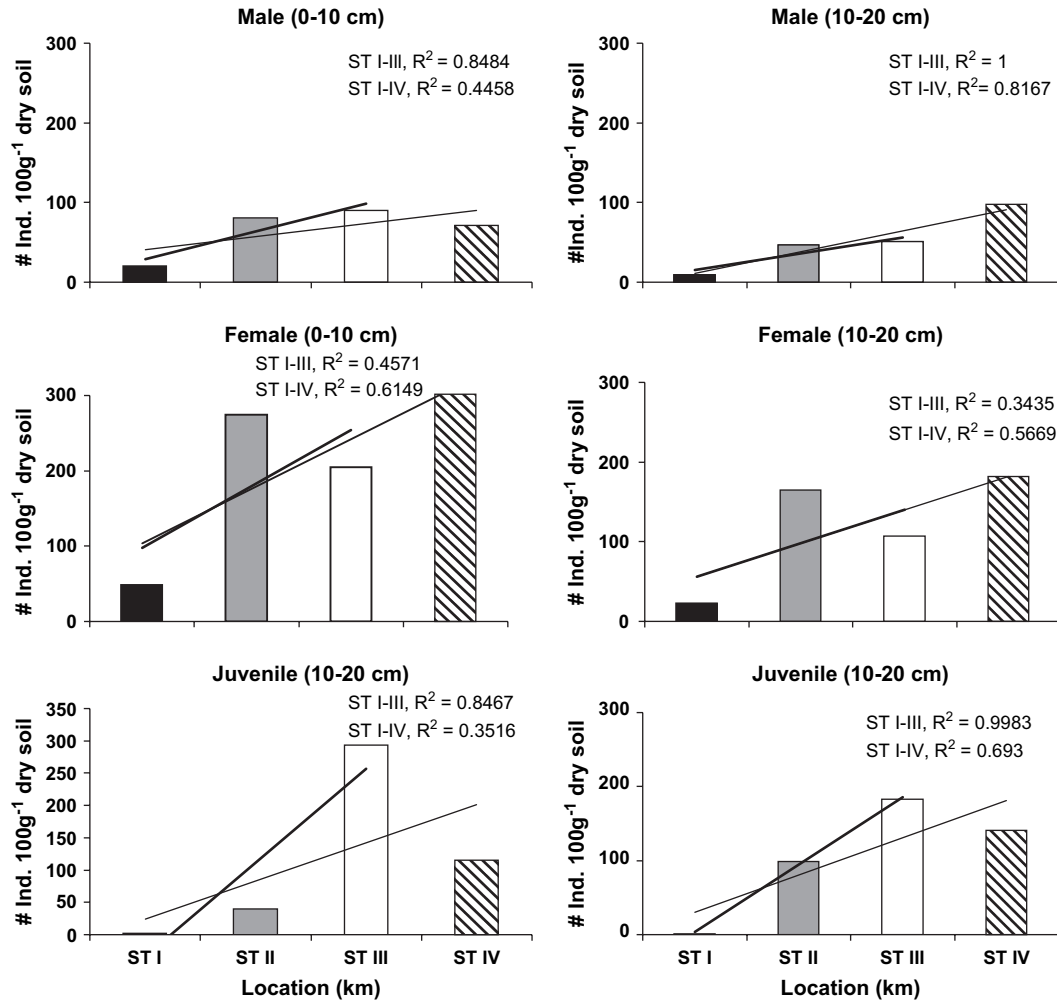 Male (0-10 cm)
300
200
100
0
# Ind. 100g⁻¹ dry soil
ST I-III, R² = 0.8484
ST I-IV, R² = 0.4458
Male (10-20 cm)
300
200
100
0
#Ind. 100g⁻¹ dry soil
ST I-III, R² = 1
ST I-IV, R²= 0.8167
Female (0-10 cm)
300
200
100
0
# Ind. 100g⁻¹ dry soil
ST I-III, R² = 0.4571
ST I-IV, R² = 0.6149
Female (10-20 cm)
300
200
100
0
# Ind. 100g⁻¹ dry soil
ST I-III, R² = 0.3435
ST I-IV, R² = 0.5669
Juvenile (10-20 cm)
350
300
250
200
150
100
50
0
# Ind. 100g⁻¹ dry soil
ST I-III, R² = 0.8467
ST I-IV, R² = 0.3516
ST I ST II ST III ST IV
Location (km)
Juvenile (10-20 cm)
300
200
100
0
# Ind. 100g⁻¹ dry soil
ST I-III, R² = 0.9983
ST I-IV, R² = 0.693
ST I ST II ST III ST IV
Location (km)